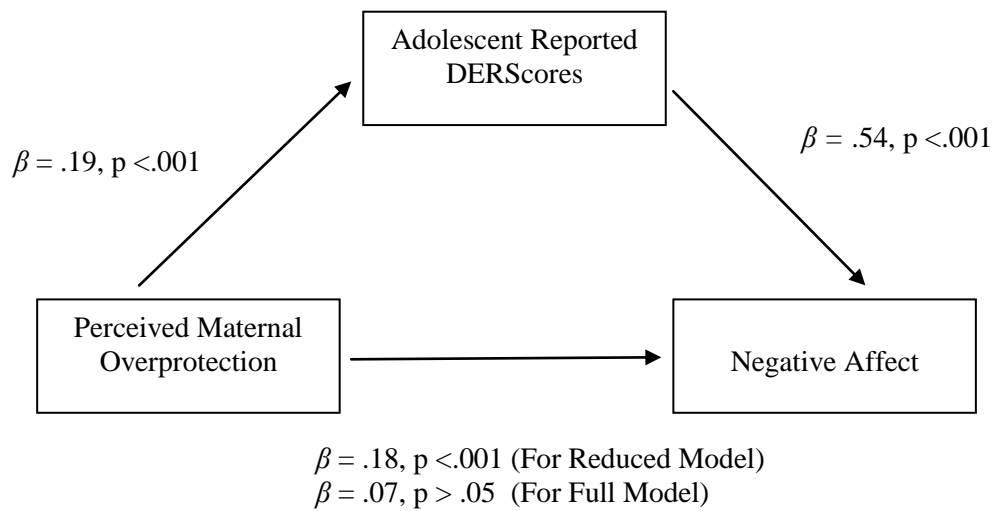 Adolescent Reported
DERScores
β = .19, p <.001
β = .54, p <.001
Perceived Maternal
Overprotection
Negative Affect
β = .18, p <.001 (For Reduced Model)
β = .07, p > .05 (For Full Model)